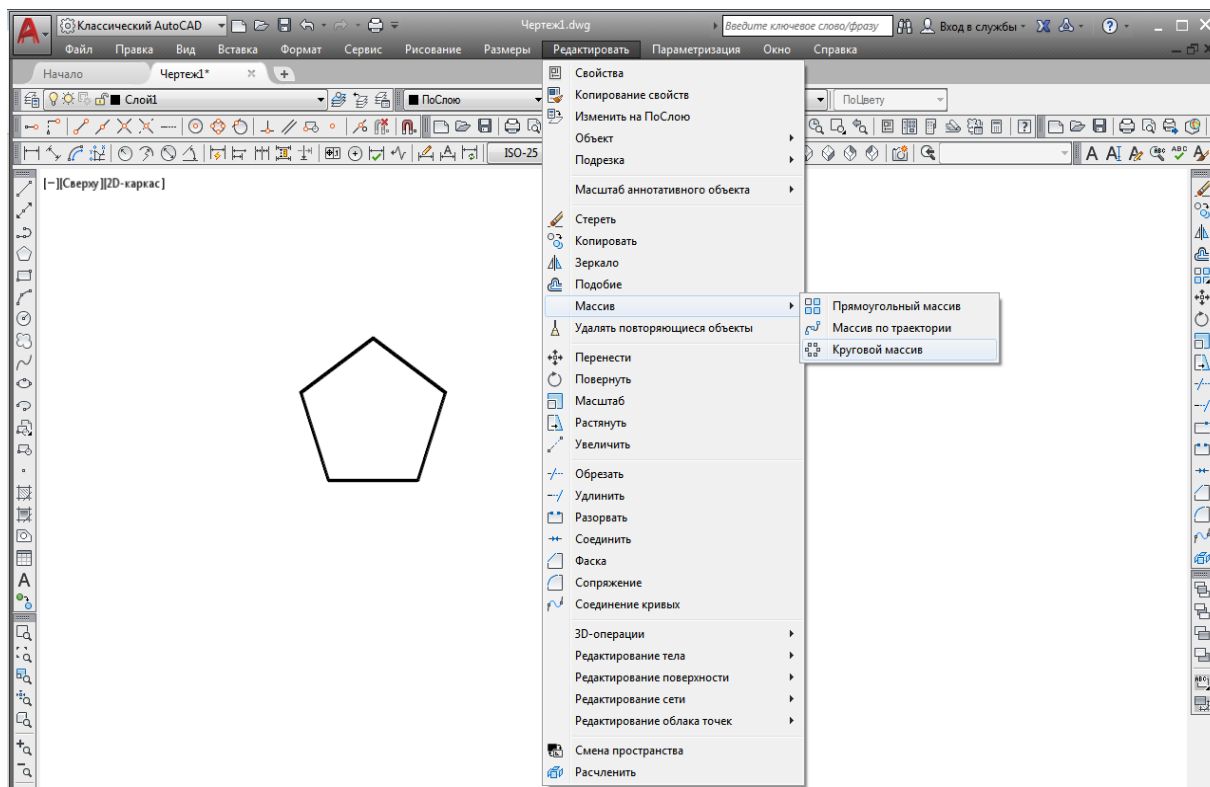 Классический AutoCAD
Чертеж1.dwg
Введите ключевое слово/фразу
Вход в службы
Файл Правка Вид Вставка Формат Сервис Рисование Размеры Редактировать Параметризация Окно Справка
Начало
Чертеж1*
Слой1
ПоСлою
ПоЦвету
ISO-25
[−][Сверху][2D-каркас]
Свойства
Копирование свойств
Изменить на ПоСлою
Объект
Подрезка
Масштаб аннотативного объекта
Стереть
Копировать
Зеркало
Подобие
Массив
Удалять повторяющиеся объекты
Перенести
Повернуть
Масштаб
Растянуть
Увеличить
Обрезать
Удлинить
Разорвать
Соединить
Фаска
Сопряжение
Соединение кривых
3D-операции
Редактирование тела
Редактирование поверхности
Редактирование сети
Редактирование облака точек
Смена пространства
Расчленить
Прямоугольный массив
Массив по траектории
Круговой массив